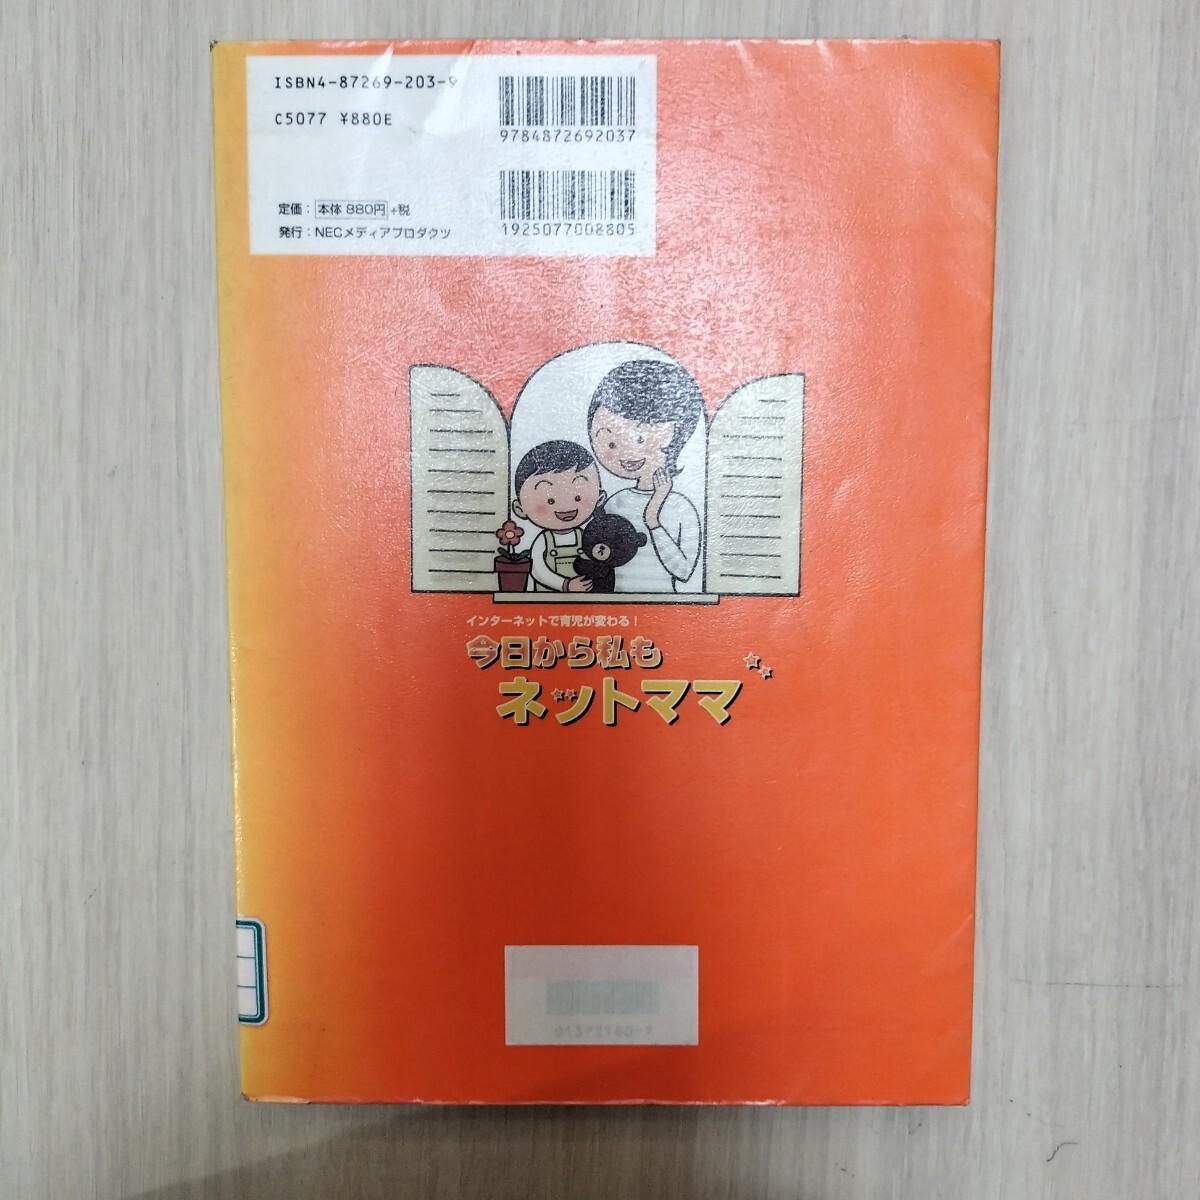 ISBN4-87269-203-9
C5077 ¥880E
9784872692037
定価：本体 880円+税
発行：NECメディアプロダクツ
1925077008805
インターネットで育児が変わる！
今日から私も
ネットママ